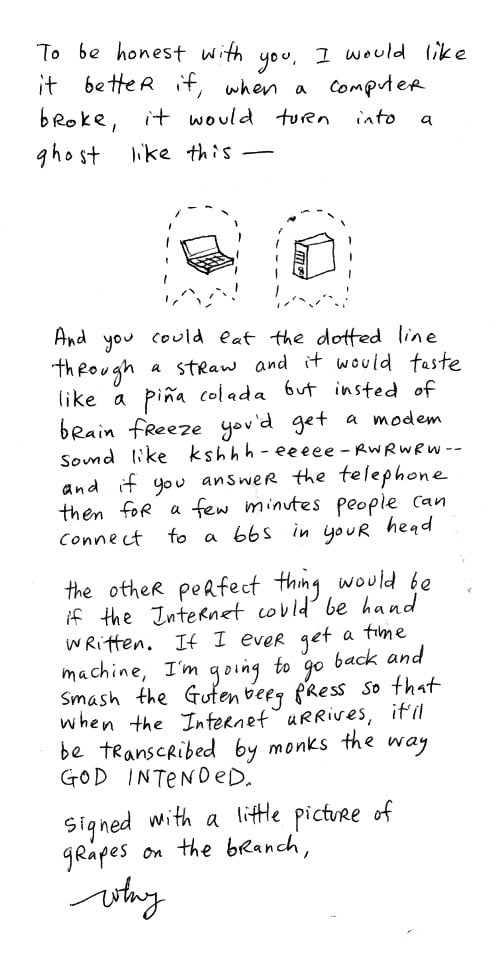 To be honest with you, I would like
it better if, when a computer
broke, it would turn into a
ghost like this —
And you could eat the dotted line
through a straw and it would taste
like a piña colada but insted of
brain freeze you'd get a modem
sound like kshhh-eeeee-RWRWRW--
and if you answer the telephone
then for a few minutes people can
connect to a bbs in your head
the other perfect thing would be
if the Internet could be hand
written. If I ever get a time
machine, I'm going to go back and
smash the Gutenberg press so that
when the Internet arrives, it'll
be transcribed by monks the way
GOD INTENDED.
signed with a little picture of
grapes on the branch,
why